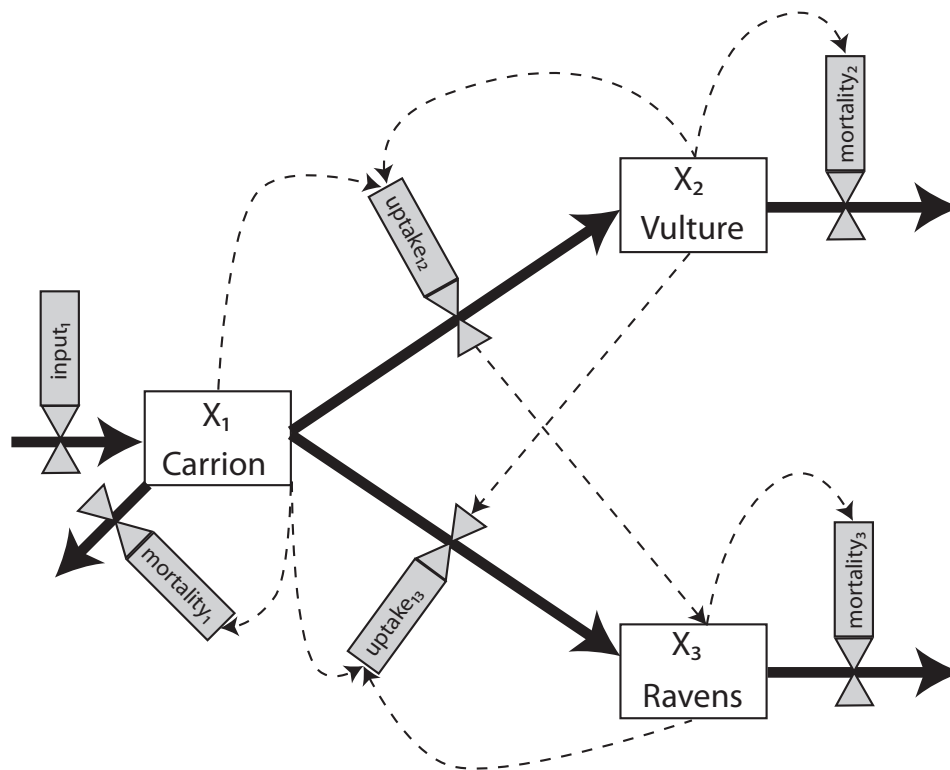 mortality₂
X₂
Vulture
uptake₁₂
input₁
X₁
Carrion
mortality₁
uptake₁₃
mortality₃
X₃
Ravens